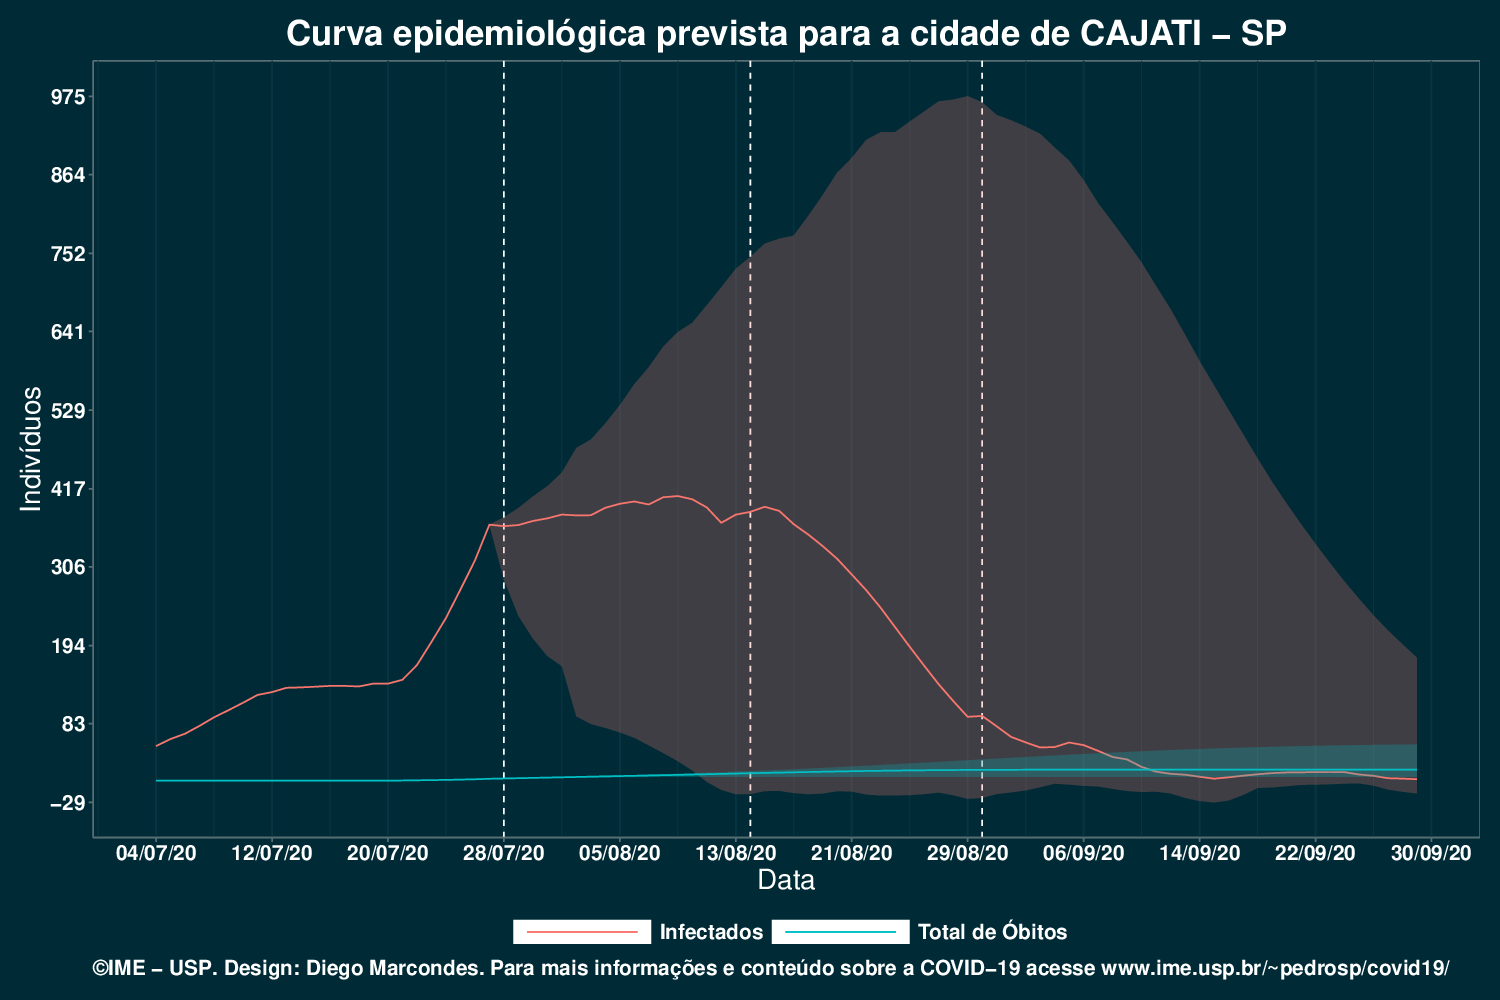 Curva epidemiológica prevista para a cidade de CAJATI – SP
975
864
752
641
529
417
306
194
83
−29
Indivíduos
04/07/20 12/07/20 20/07/20 28/07/20 05/08/20 13/08/20 21/08/20 29/08/20 06/09/20 14/09/20 22/09/20 30/09/20
Data
Infectados Total de Óbitos
©IME – USP. Design: Diego Marcondes. Para mais informações e conteúdo sobre a COVID−19 acesse www.ime.usp.br/~pedrosp/covid19/